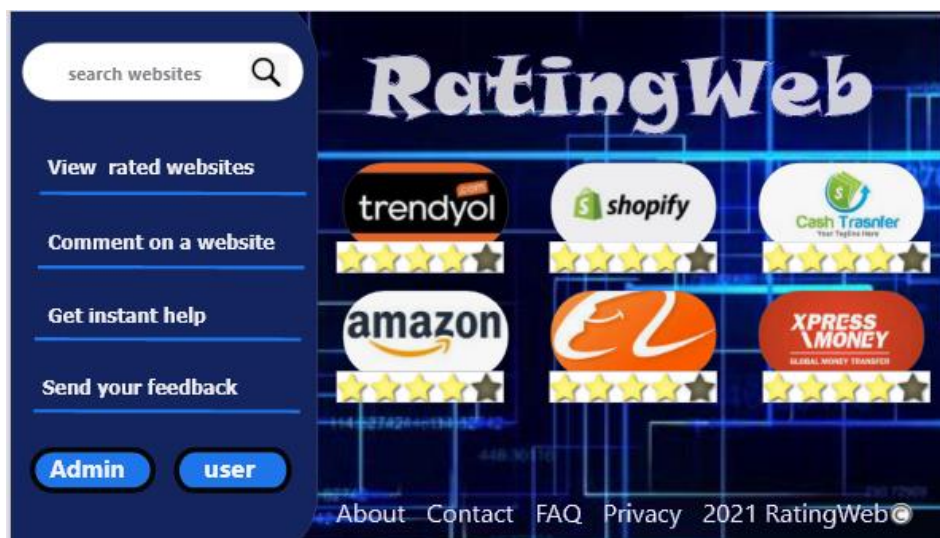 search websites
View rated websites
Comment on a website
Get instant help
Send your feedback
Admin
user
RatingWeb
trendyol
.com
shopify
Cash Trasnfer
Your Tagline Here
amazon
XPRESS
MONEY
GLOBAL MONEY TRANSFER
About Contact FAQ Privacy 2021 RatingWeb©